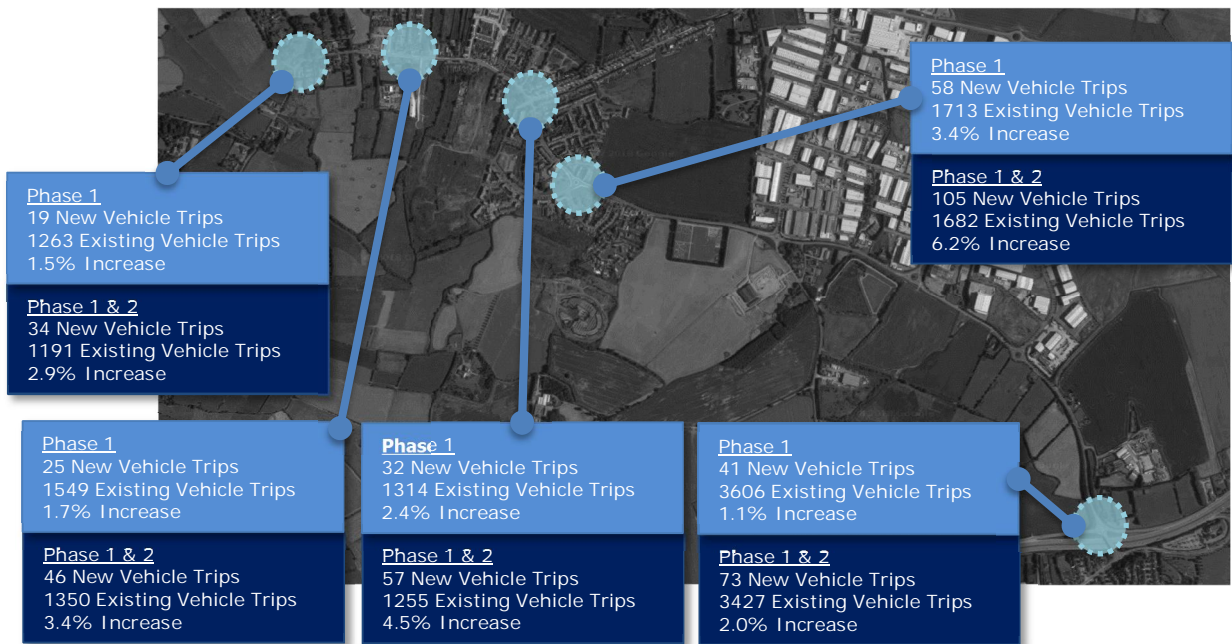 Phase 1
58 New Vehicle Trips
1713 Existing Vehicle Trips
3.4% Increase
Phase 1 & 2
105 New Vehicle Trips
1682 Existing Vehicle Trips
6.2% Increase
Phase 1
19 New Vehicle Trips
1263 Existing Vehicle Trips
1.5% Increase
Phase 1 & 2
34 New Vehicle Trips
1191 Existing Vehicle Trips
2.9% Increase
Phase 1
25 New Vehicle Trips
1549 Existing Vehicle Trips
1.7% Increase
Phase 1 & 2
46 New Vehicle Trips
1350 Existing Vehicle Trips
3.4% Increase
Phase 1
32 New Vehicle Trips
1314 Existing Vehicle Trips
2.4% Increase
Phase 1 & 2
57 New Vehicle Trips
1255 Existing Vehicle Trips
4.5% Increase
Phase 1
41 New Vehicle Trips
3606 Existing Vehicle Trips
1.1% Increase
Phase 1 & 2
73 New Vehicle Trips
3427 Existing Vehicle Trips
2.0% Increase